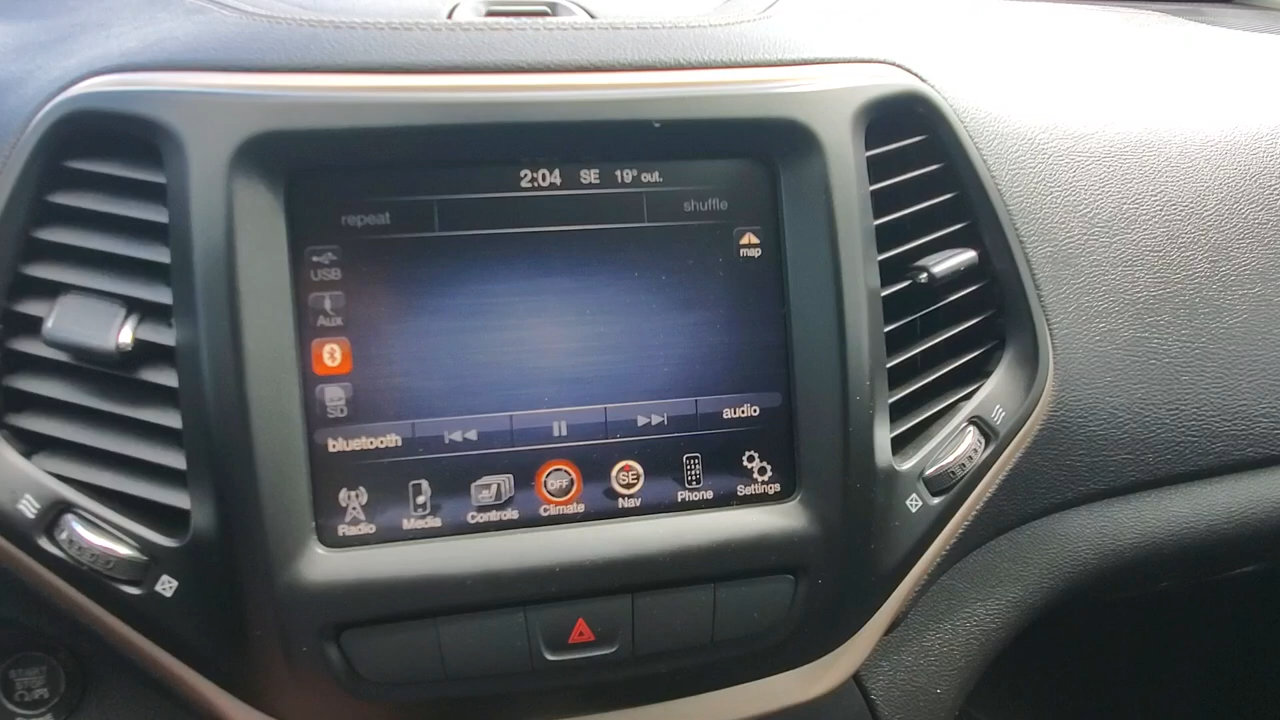 2:04 SE 19° out.
repeat shuffle
map
USB
Aux
SD
bluetooth audio
OFF SE
Radio Media Controls Climate Nav Phone Settings